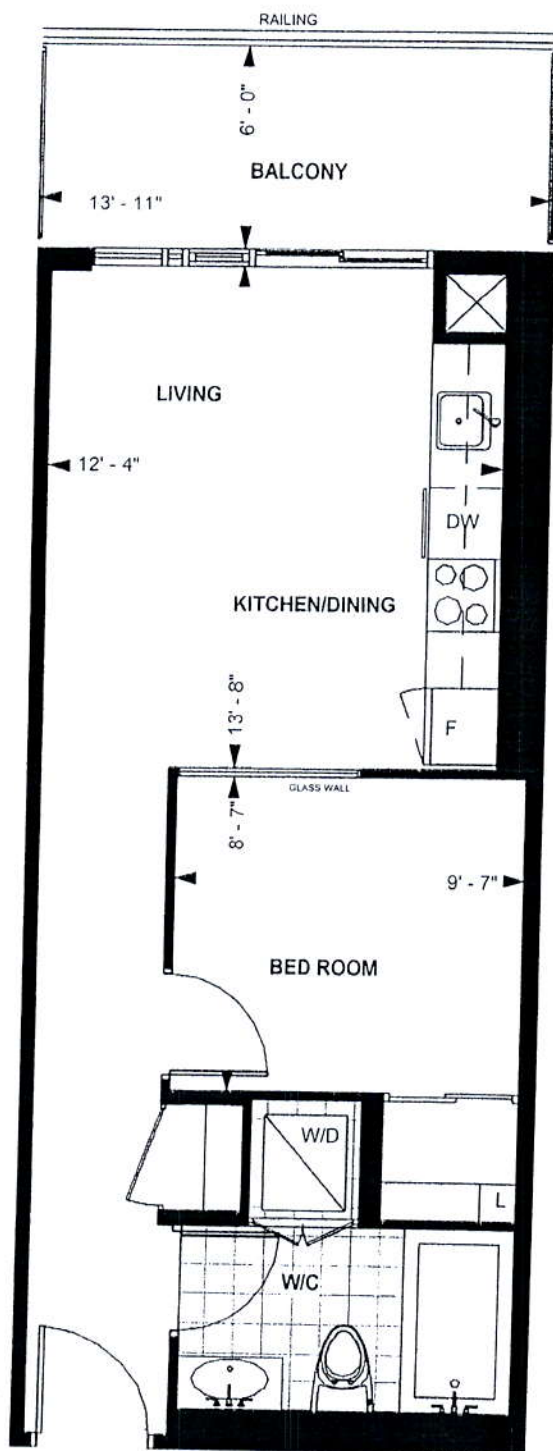 RAILING
6' - 0"
BALCONY
13' - 11"
LIVING
12' - 4"
DW
KITCHEN/DINING
13' - 8"
F
GLASS WALL
8' - 7"
9' - 7"
BED ROOM
W/D
L
W/C